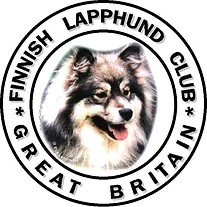 FINNISH LAPPHUND CLUB
* GREAT BRITAIN *